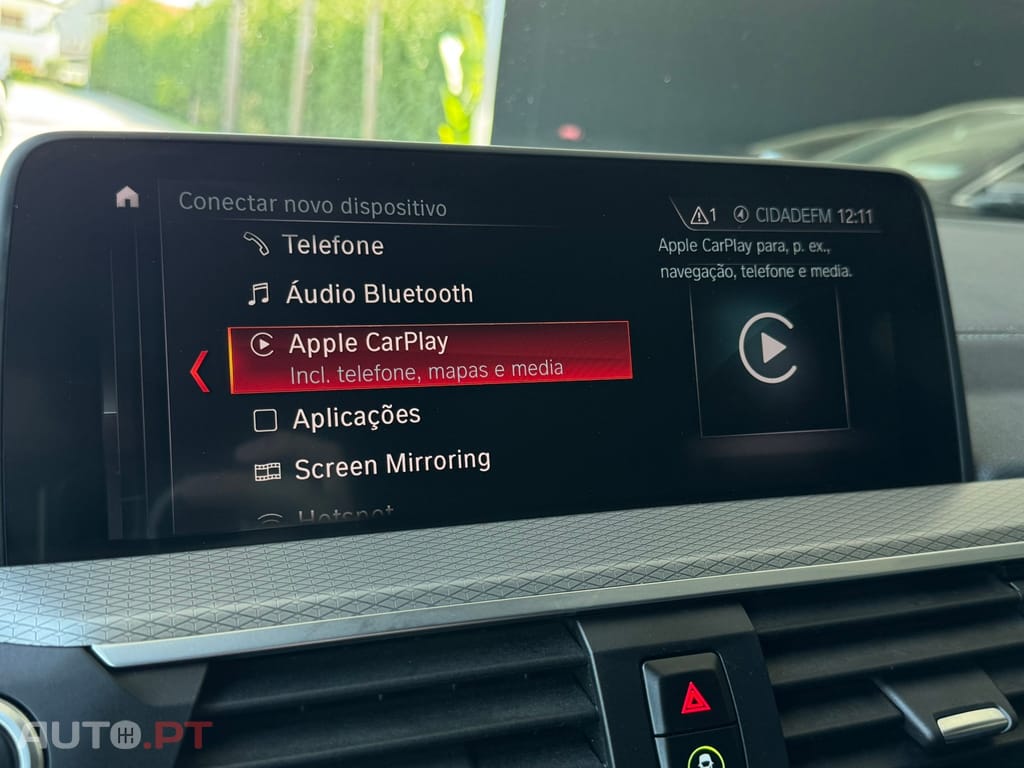 Conectar novo dispositivo
1 CIDADEFM 12:11
Telefone
Áudio Bluetooth
Apple CarPlay
Incl. telefone, mapas e media
Aplicações
Screen Mirroring
Hotspot
Apple CarPlay para, p. ex.,
navegação, telefone e media.
AUTO.PT